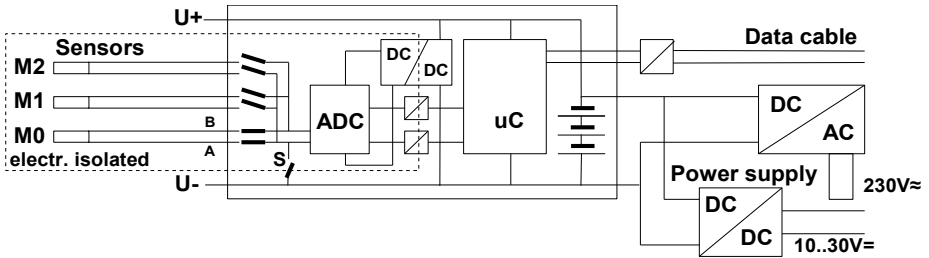 U+
Sensors
M2
M1
M0
B
A
electr. isolated
S
U-
ADC
DC
DC
uC
Data cable
DC
AC
Power supply
230V≈
DC
DC
10..30V=